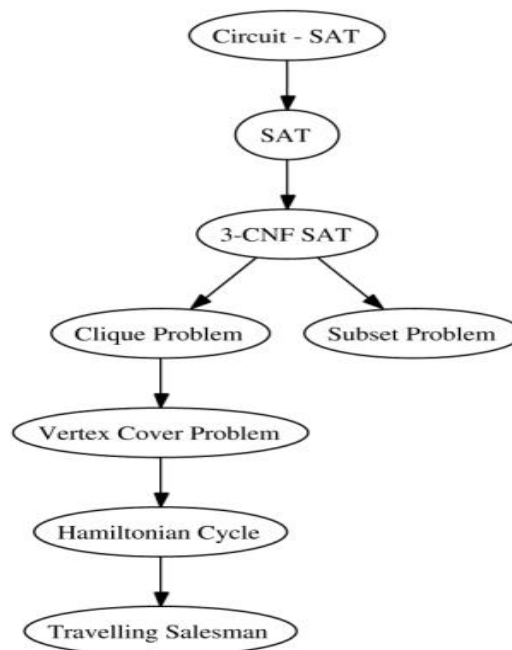 Circuit - SAT
SAT
3-CNF SAT
Clique Problem
Subset Problem
Vertex Cover Problem
Hamiltonian Cycle
Travelling Salesman